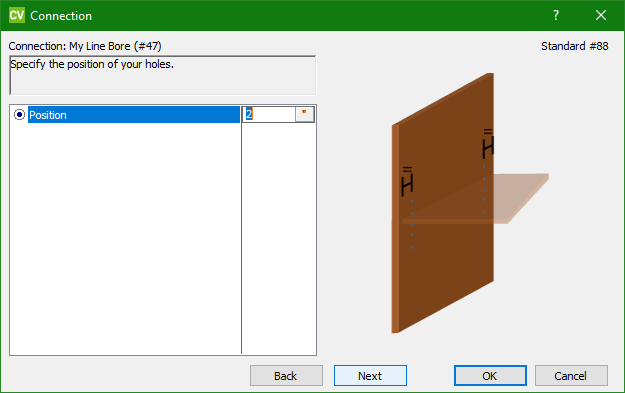 CV Connection ?
Connection: My Line Bore (#47)
Standard #88
Specify the position of your holes.
Position 2 "
H
H
Back Next OK Cancel